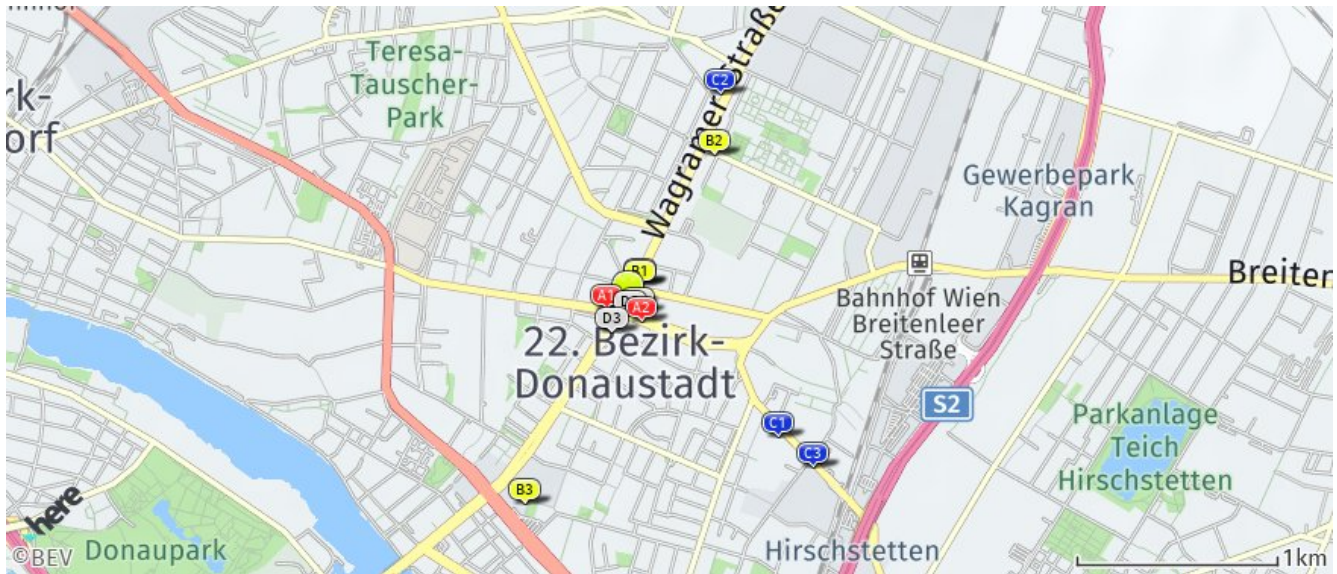 Teresa-
Tauscher-
Park
rk-
orf
C2
B2
Wagramer Straße
Gewerbepark
Kagran
B1
A1
A2
D3
Bahnhof Wien
Breitenleer
Straße
Breiten
22. Bezirk-
Donaustadt
S2
C1
C3
B3
Parkanlage
Teich
Hirschstetten
here
©BEV
Donaupark
Hirschstetten
1km